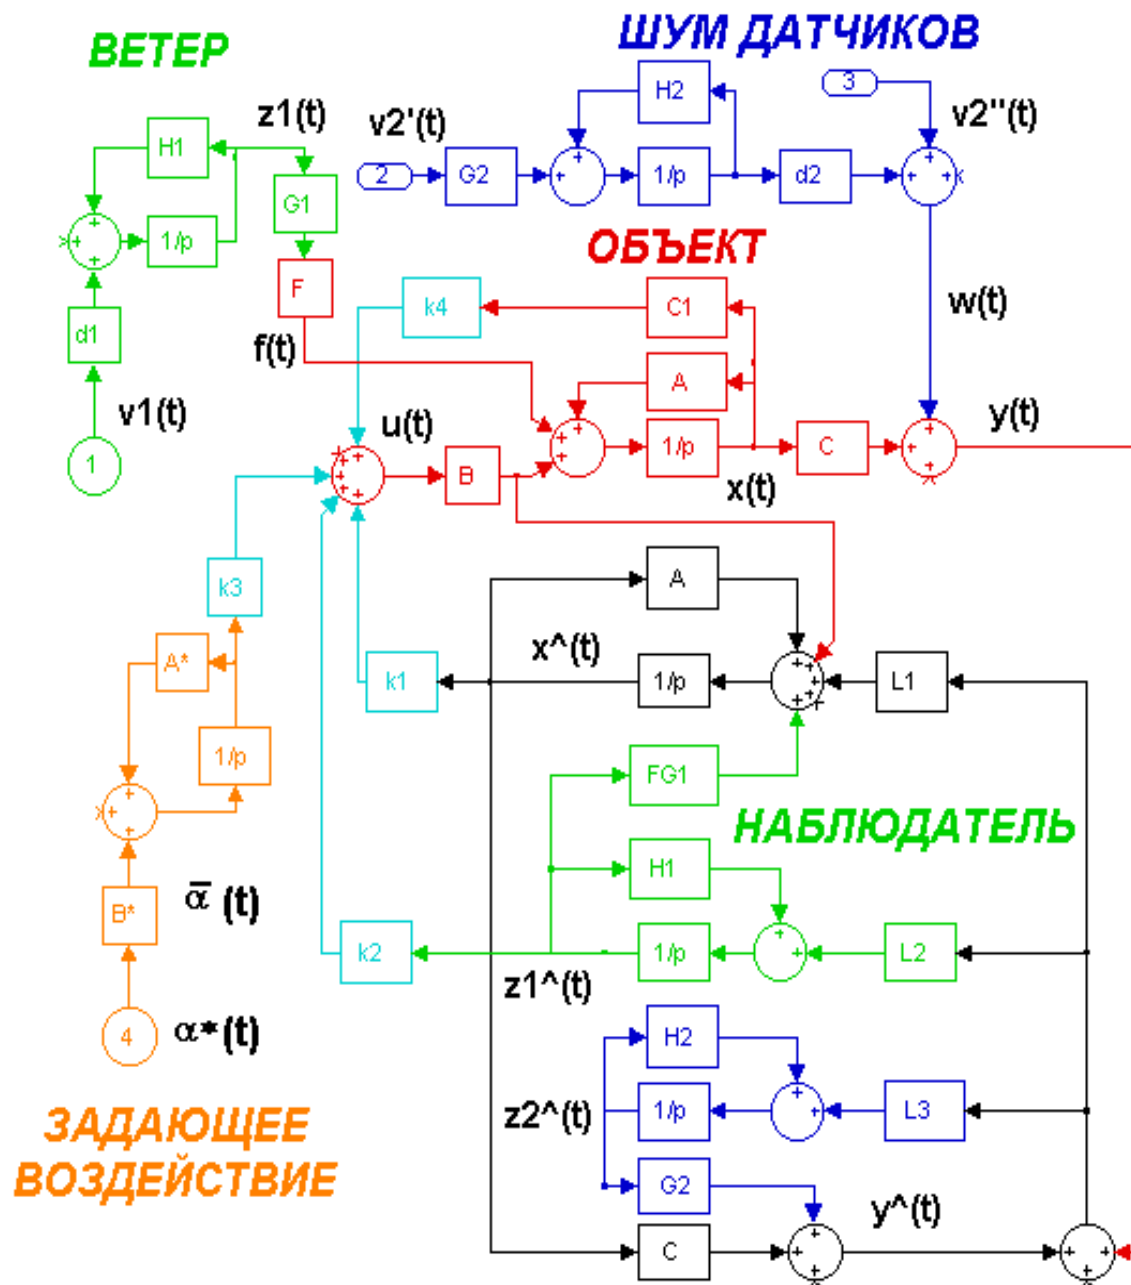 ВЕТЕР
ШУМ ДАТЧИКОВ
z1(t)
H1
1/p
G1
F
d1
v1(t)
1
f(t)
v2'(t)
2
G2
H2
1/p
d2
3
v2''(t)
w(t)
ОБЪЕКТ
k4
C1
A
u(t)
B
1/p
x(t)
C
y(t)
k3
A*
1/p
B*
ᾱ(t)
4
α*(t)
ЗАДАЮЩЕЕ
ВОЗДЕЙСТВИЕ
A
x^(t)
k1
1/p
L1
FG1
НАБЛЮДАТЕЛЬ
H1
k2
1/p
L2
z1^(t)
H2
z2^(t)
1/p
L3
G2
y^(t)
C